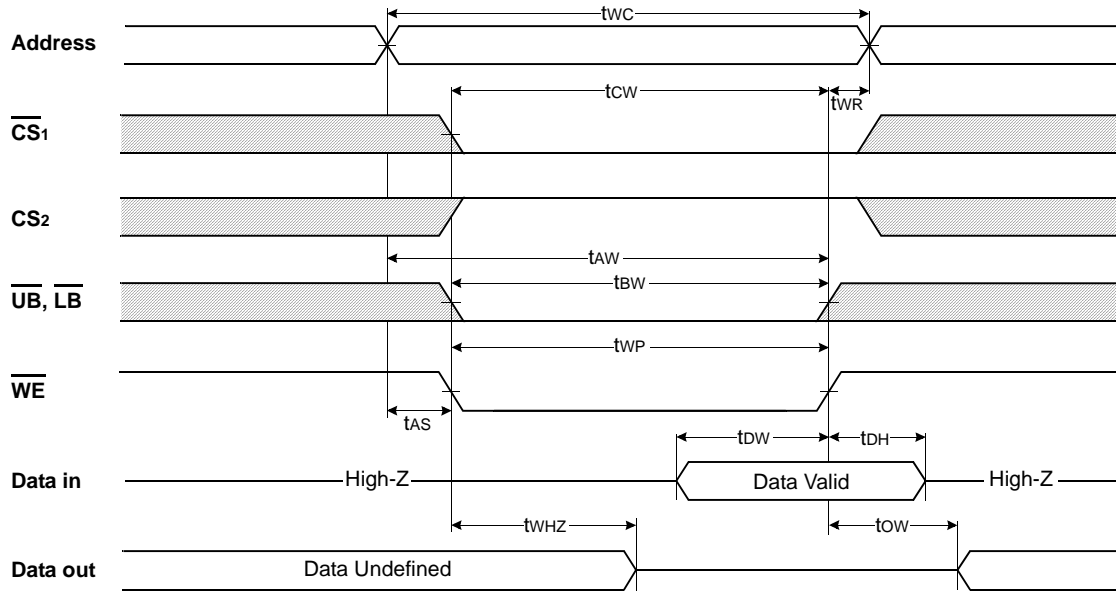 tWC
Address
tCW
tWR
CS1
CS2
tAW
tBW
UB, LB
tWP
WE
tAS
tDW
tDH
Data in
High-Z
Data Valid
High-Z
tWHZ
tOW
Data out
Data Undefined